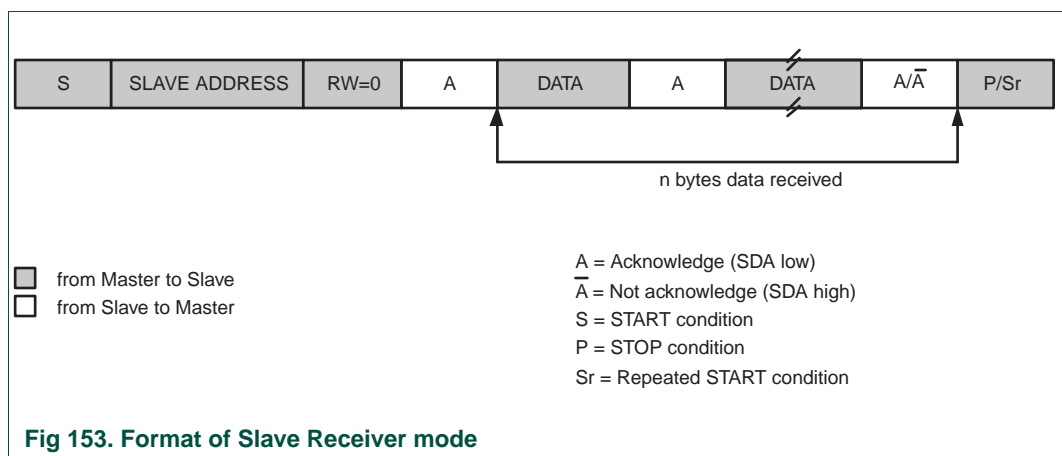 S SLAVE ADDRESS RW=0 A DATA A DATA A/A̅ P/Sr
n bytes data received
from Master to Slave
from Slave to Master
A = Acknowledge (SDA low)
A̅ = Not acknowledge (SDA high)
S = START condition
P = STOP condition
Sr = Repeated START condition
Fig 153. Format of Slave Receiver mode